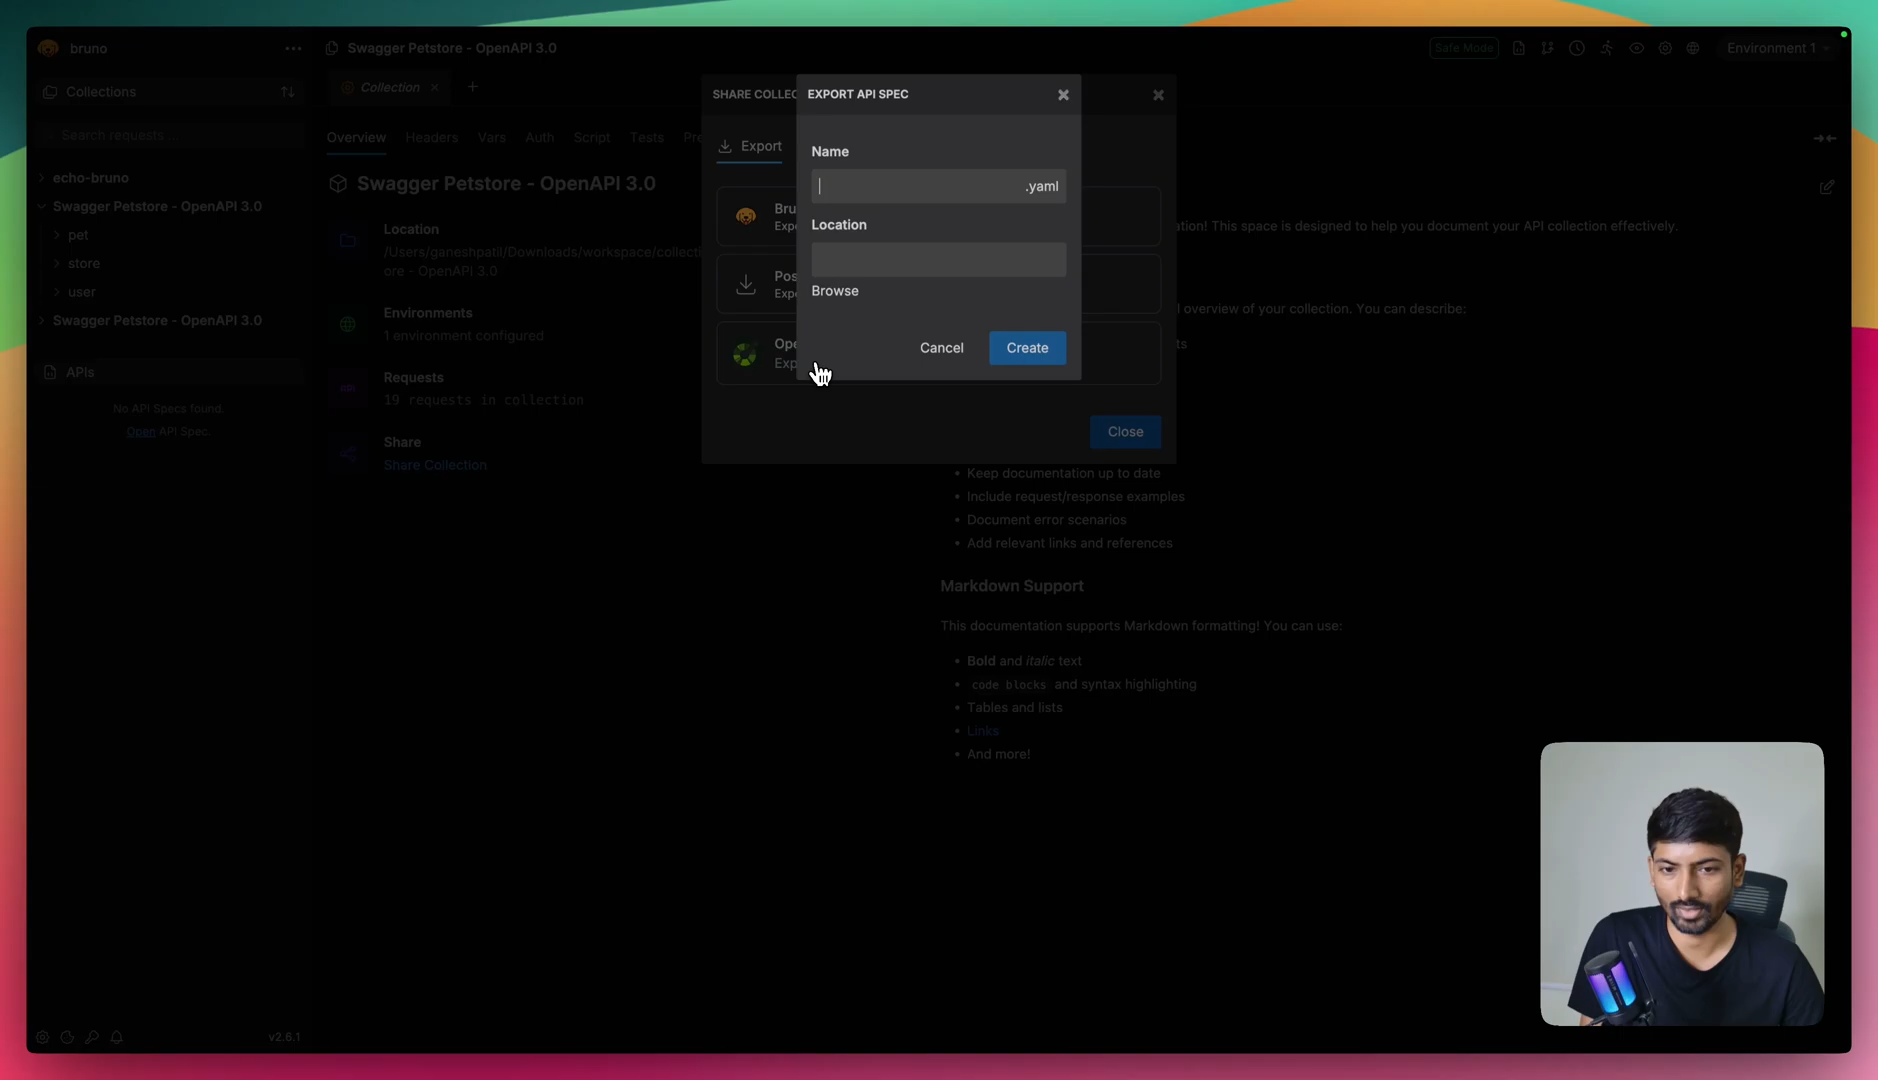 bruno
Swagger Petstore - OpenAPI 3.0
Safe Mode
Environment 1
Collections
Collection
Search requests ..
Overview
Headers
Vars
Auth
Script
Tests
SHARE COLLEC
EXPORT API SPEC
Export
Name
.yaml
Location
Browse
Cancel
Create
Close
echo-bruno
Swagger Petstore - OpenAPI 3.0
pet
store
user
Swagger Petstore - OpenAPI 3.0
APIs
No API Specs found.
Open API Spec.
Swagger Petstore - OpenAPI 3.0
Location
/Users/ganeshpatil/Downloads/workspace/collecti
ore - OpenAPI 3.0
Environments
1 environment configured
Requests
19 requests in collection
Share
Share Collection
Bru
Expo
Pos
Expo
Ope
Exp
ation! This space is designed to help you document your API collection effectively.
l overview of your collection. You can describe:
ts
Keep documentation up to date
Include request/response examples
Document error scenarios
Add relevant links and references
Markdown Support
This documentation supports Markdown formatting! You can use:
Bold and italic text
code blocks and syntax highlighting
Tables and lists
Links
And more!
v2.6.1